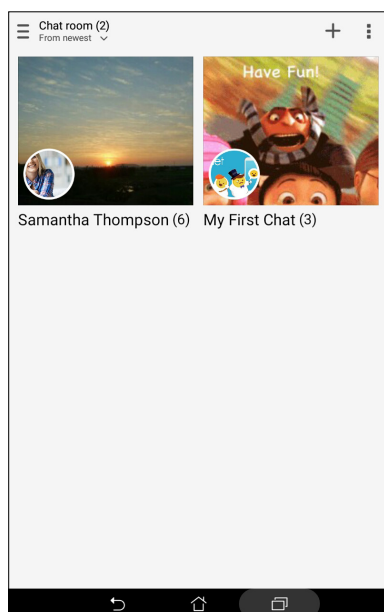 Chat room (2)
From newest
Have Fun!
Samantha Thompson (6)
My First Chat (3)